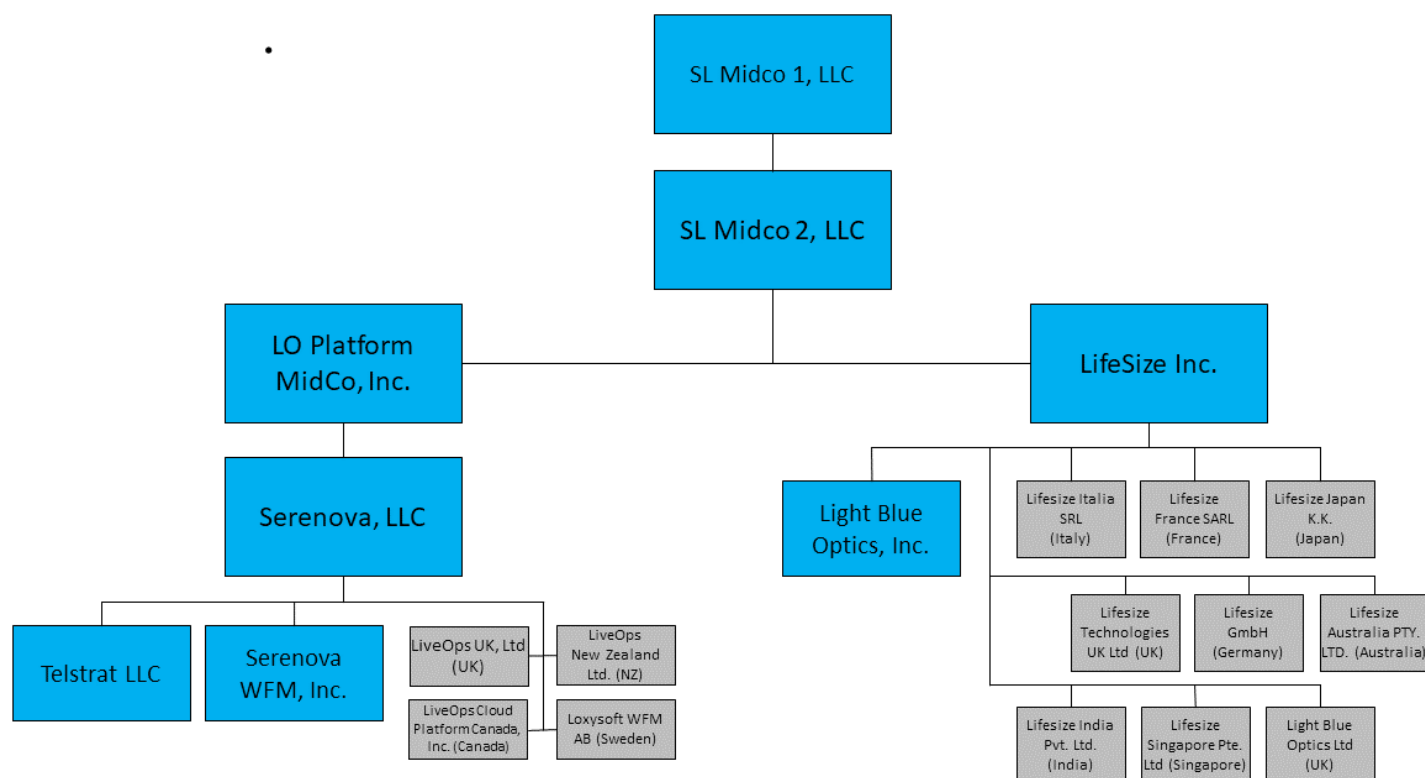 SL Midco 1, LLC
SL Midco 2, LLC
LO Platform
MidCo, Inc.
LifeSize Inc.
Serenova, LLC
Light Blue
Optics, Inc.
Lifesize Italia
SRL
(Italy)
Lifesize
France SARL
(France)
Lifesize Japan
K.K.
(Japan)
Lifesize
Technologies
UK Ltd (UK)
Lifesize
GmbH
(Germany)
Lifesize
Australia PTY.
LTD. (Australia)
Telstrat LLC
Serenova
WFM, Inc.
LiveOps UK, Ltd
(UK)
LiveOps
New Zealand
Ltd. (NZ)
LiveOps Cloud
Platform Canada,
Inc. (Canada)
Loxysoft WFM
AB (Sweden)
Lifesize India
Pvt. Ltd.
(India)
Lifesize
Singapore Pte.
Ltd (Singapore)
Light Blue
Optics Ltd
(UK)